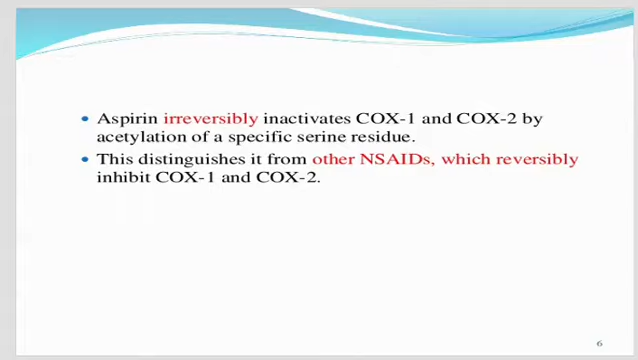 • Aspirin irreversibly inactivates COX-1 and COX-2 by
acetylation of a specific serine residue.
• This distinguishes it from other NSAIDs, which reversibly
inhibit COX-1 and COX-2.
6